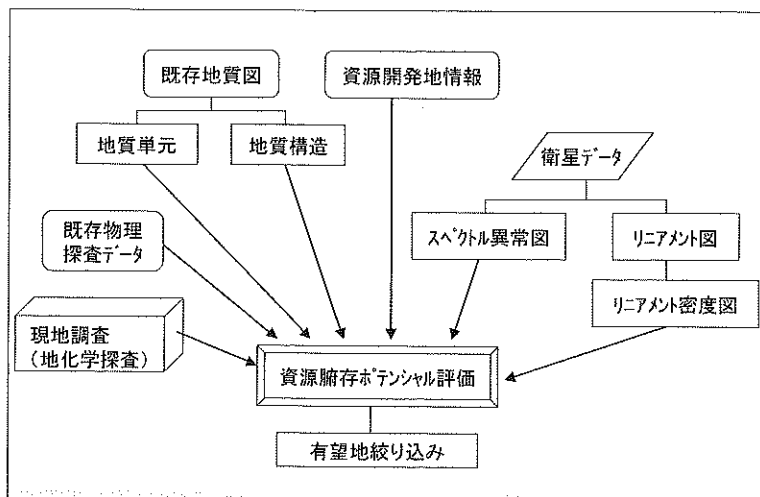 既存地質図
資源開発地情報
地質単元
地質構造
衛星データ
既存物理
探査データ
スペクトル異常図
リニアメント図
リニアメント密度図
現地調査
(地化学探査)
資源腑存ポテンシャル評価
有望地絞り込み